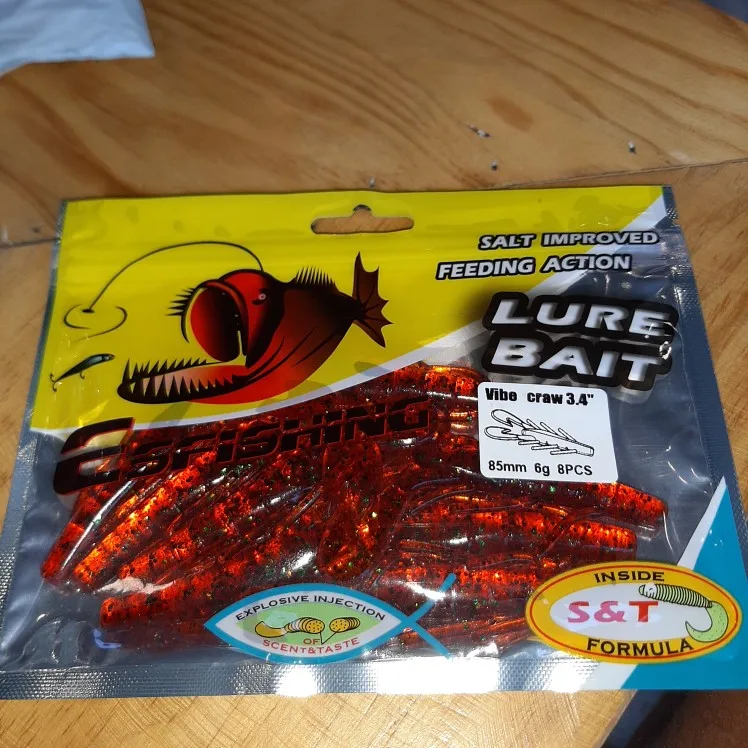 SALT IMPROVED
FEEDING ACTION
LURE
BAIT
Vibe craw 3.4"
85mm 6g 8PCS
ESFISHING
EXPLOSIVE INJECTION
OF
SCENT&TASTE
INSIDE
S&T
FORMULA